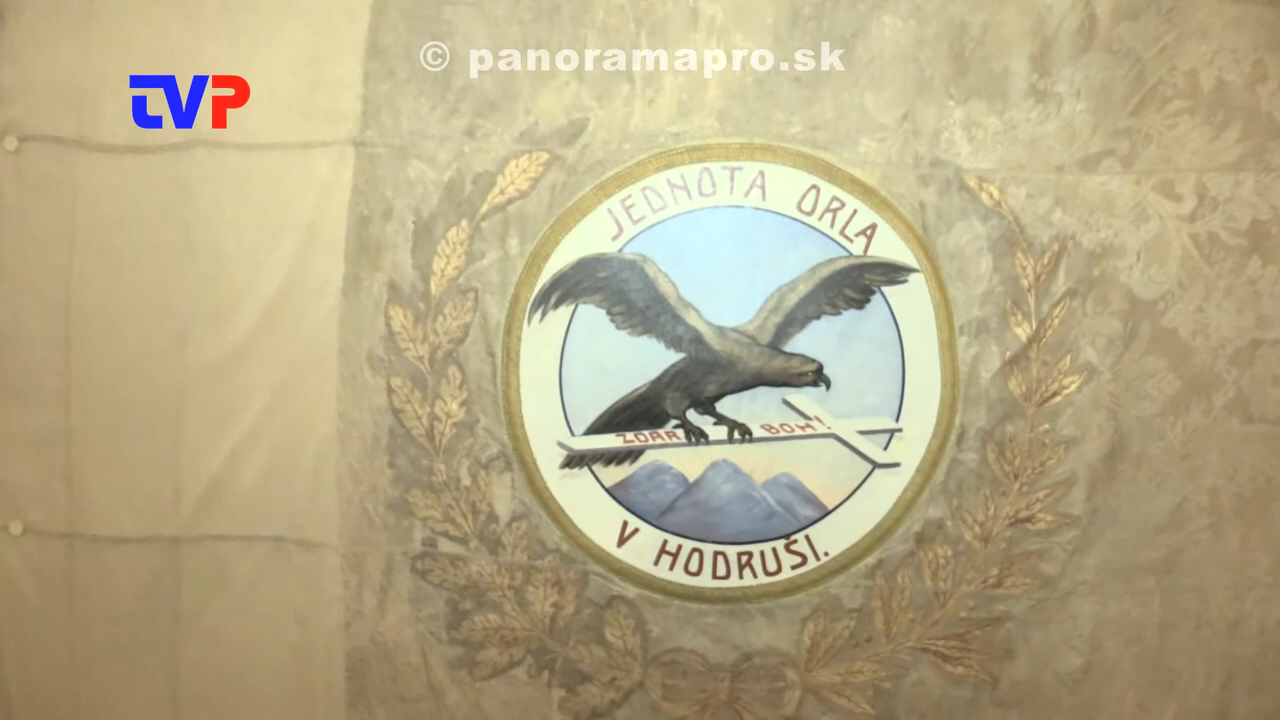 © panoramapro.sk
TVP
JEDNOTA ORLA
ZDAR BOH!
V HODRUŠI.